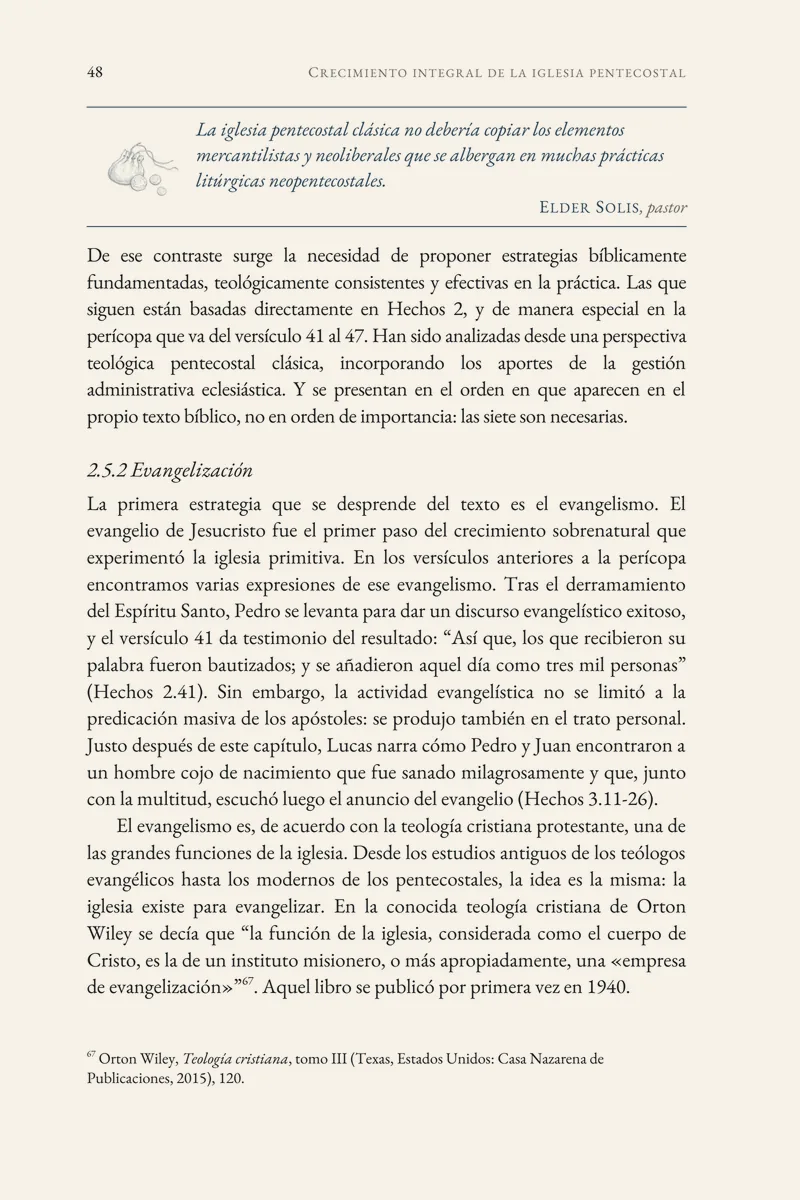 48
CRECIMIENTO INTEGRAL DE LA IGLESIA PENTECOSTAL
La iglesia pentecostal clásica no debería copiar los elementos
mercantilistas y neoliberales que se albergan en muchas prácticas
litúrgicas neopentecostales.
ELDER SOLIS, pastor
De ese contraste surge la necesidad de proponer estrategias bíblicamente
fundamentadas, teológicamente consistentes y efectivas en la práctica. Las que
siguen están basadas directamente en Hechos 2, y de manera especial en la
perícopa que va del versículo 41 al 47. Han sido analizadas desde una perspectiva
teológica pentecostal clásica, incorporando los aportes de la gestión
administrativa eclesiástica. Y se presentan en el orden en que aparecen en el
propio texto bíblico, no en orden de importancia: las siete son necesarias.
2.5.2 Evangelización
La primera estrategia que se desprende del texto es el evangelismo. El
evangelio de Jesucristo fue el primer paso del crecimiento sobrenatural que
experimentó la iglesia primitiva. En los versículos anteriores a la perícopa
encontramos varias expresiones de ese evangelismo. Tras el derramamiento
del Espíritu Santo, Pedro se levanta para dar un discurso evangelístico exitoso,
y el versículo 41 da testimonio del resultado: “Así que, los que recibieron su
palabra fueron bautizados; y se añadieron aquel día como tres mil personas”
(Hechos 2.41). Sin embargo, la actividad evangelística no se limitó a la
predicación masiva de los apóstoles: se produjo también en el trato personal.
Justo después de este capítulo, Lucas narra cómo Pedro y Juan encontraron a
un hombre cojo de nacimiento que fue sanado milagrosamente y que, junto
con la multitud, escuchó luego el anuncio del evangelio (Hechos 3.11-26).
El evangelismo es, de acuerdo con la teología cristiana protestante, una de
las grandes funciones de la iglesia. Desde los estudios antiguos de los teólogos
evangélicos hasta los modernos de los pentecostales, la idea es la misma: la
iglesia existe para evangelizar. En la conocida teología cristiana de Orton
Wiley se decía que “la función de la iglesia, considerada como el cuerpo de
Cristo, es la de un instituto misionero, o más apropiadamente, una «empresa
de evangelización»”67. Aquel libro se publicó por primera vez en 1940.
67 Orton Wiley, Teología cristiana, tomo III (Texas, Estados Unidos: Casa Nazarena de
Publicaciones, 2015), 120.